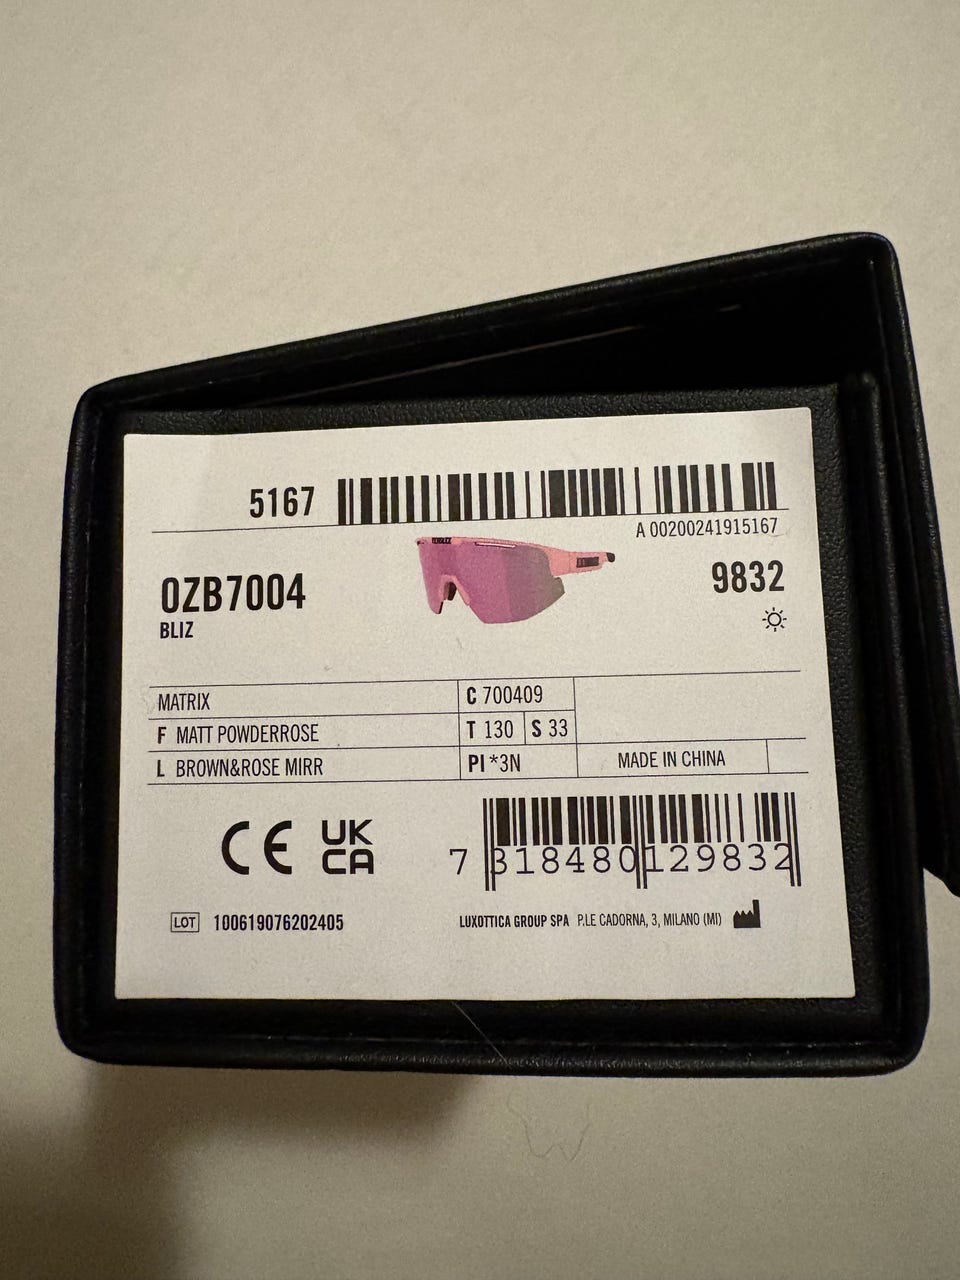 5167
A 00200241915167
0ZB7004
BLIZ
9832
MATRIX
C 700409
F MATT POWDERROSE
T 130
S 33
L BROWN&ROSE MIRR
PI *3N
MADE IN CHINA
CE
UK
CA
7 318480 129832
LOT 100619076202405
LUXOTTICA GROUP SPA P.LE CADORNA, 3, MILANO (MI)